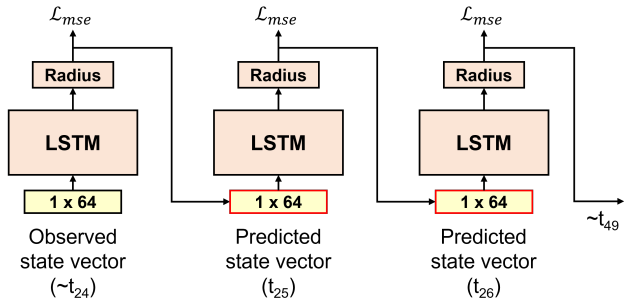 ℒmse ℒmse ℒmse
Radius Radius Radius
LSTM LSTM LSTM
1 x 64 1 x 64 1 x 64
~t49
Observed state vector (~t24)
Predicted state vector (t25)
Predicted state vector (t26)